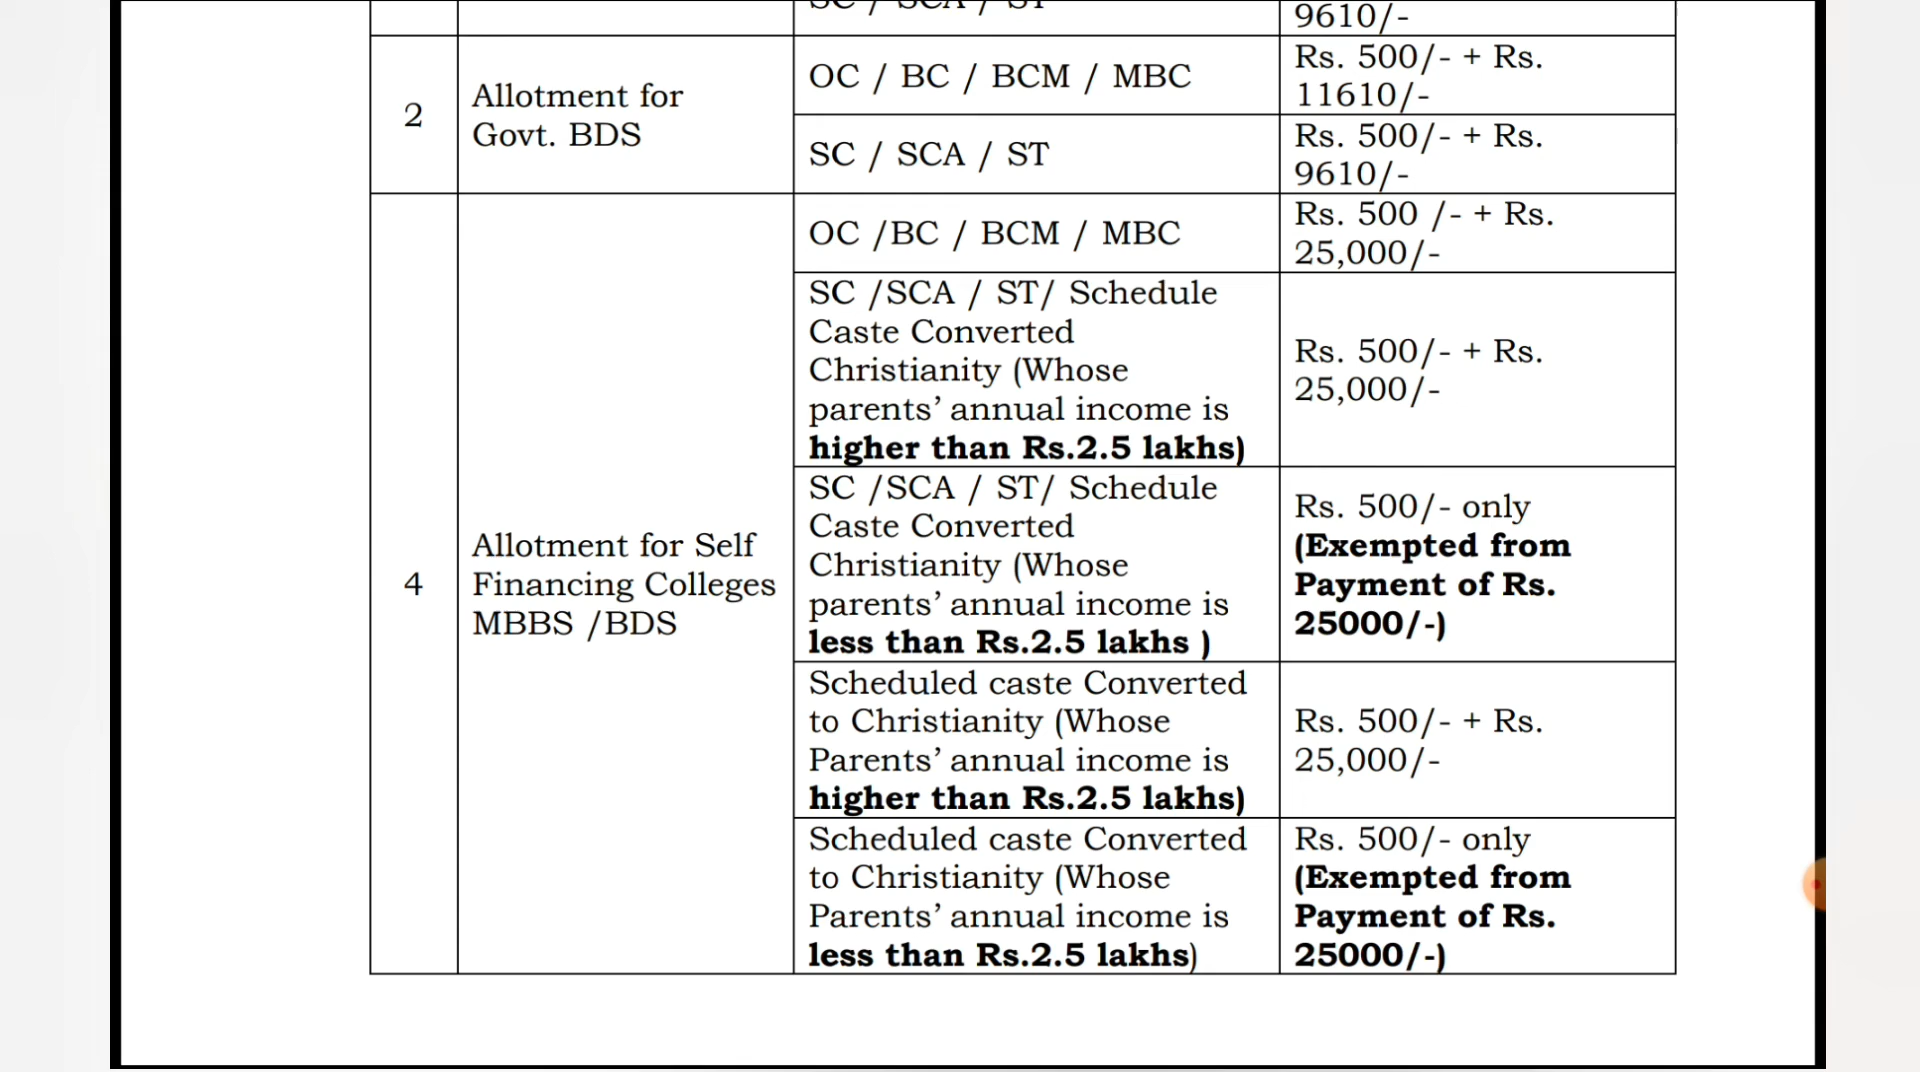 SC / SCA / ST
9610/-
2
Allotment for
Govt. BDS
OC / BC / BCM / MBC
Rs. 500/- + Rs.
11610/-
SC / SCA / ST
Rs. 500/- + Rs.
9610/-
4
Allotment for Self
Financing Colleges
MBBS /BDS
OC /BC / BCM / MBC
Rs. 500 /- + Rs.
25,000/-
SC /SCA / ST/ Schedule
Caste Converted
Christianity (Whose
parents’ annual income is
higher than Rs.2.5 lakhs)
Rs. 500/- + Rs.
25,000/-
SC /SCA / ST/ Schedule
Caste Converted
Christianity (Whose
parents’ annual income is
less than Rs.2.5 lakhs )
Rs. 500/- only
(Exempted from
Payment of Rs.
25000/-)
Scheduled caste Converted
to Christianity (Whose
Parents’ annual income is
higher than Rs.2.5 lakhs)
Rs. 500/- + Rs.
25,000/-
Scheduled caste Converted
to Christianity (Whose
Parents’ annual income is
less than Rs.2.5 lakhs)
Rs. 500/- only
(Exempted from
Payment of Rs.
25000/-)